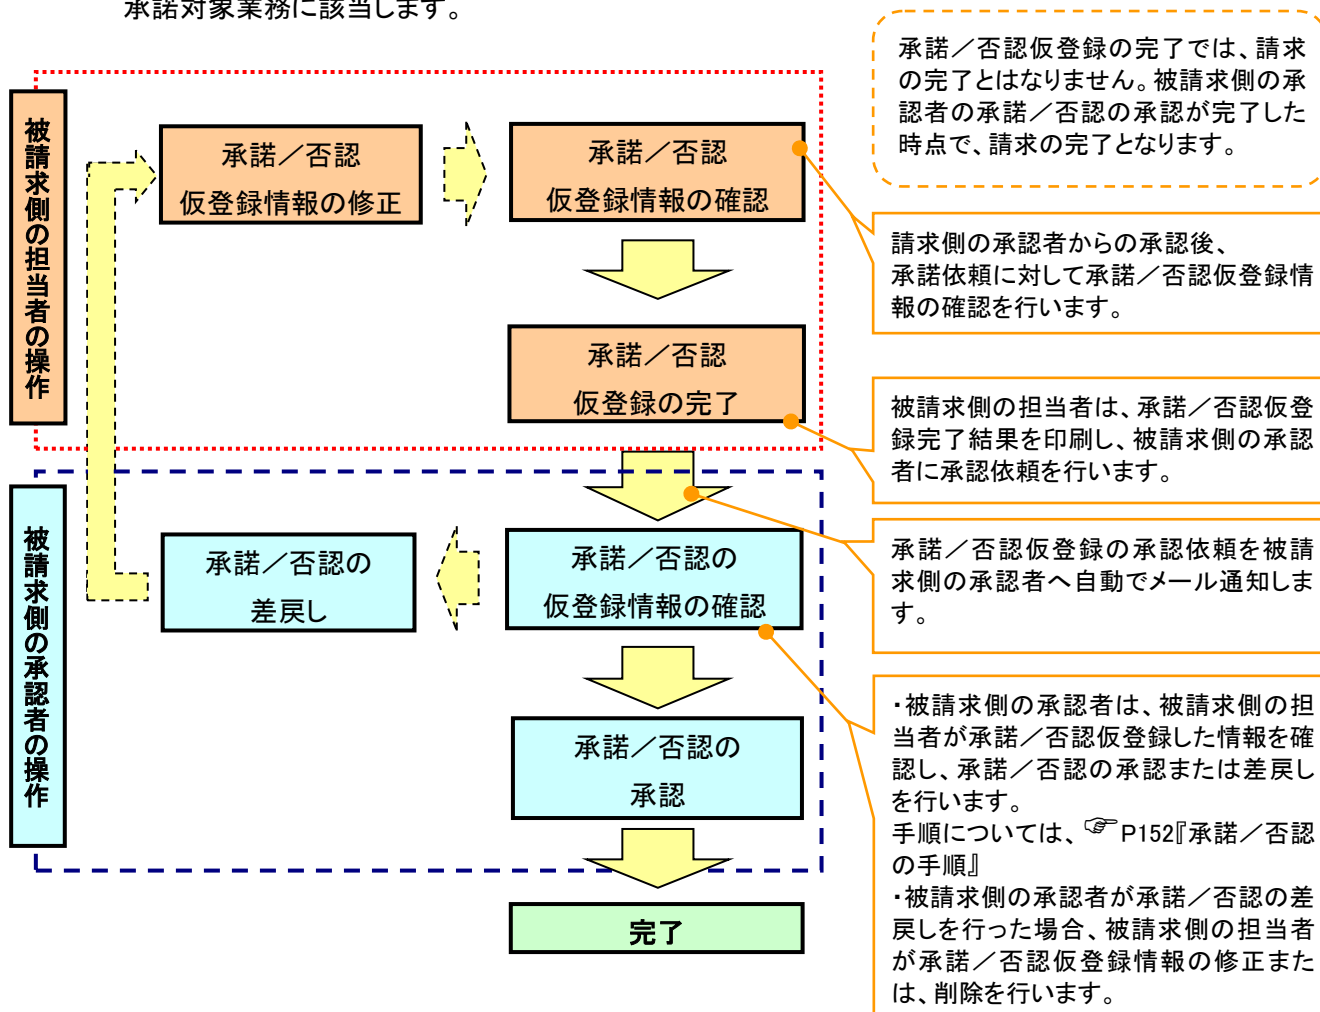 承諾対象業務に該当します。
承諾／否認仮登録の完了では、請求
の完了とはなりません。被請求側の承
認者の承諾／否認の承認が完了した
時点で、請求の完了となります。
被請求側の担当者の操作
承諾／否認
仮登録情報の修正
承諾／否認
仮登録情報の確認
請求側の承認者からの承認後、
承諾依頼に対して承諾／否認仮登録情
報の確認を行います。
承諾／否認
仮登録の完了
被請求側の担当者は、承諾／否認仮登
録完了結果を印刷し、被請求側の承認
者に承認依頼を行います。
被請求側の承認者の操作
承諾／否認の
差戻し
承諾／否認の
仮登録情報の確認
承諾／否認仮登録の承認依頼を被請
求側の承認者へ自動でメール通知しま
す。
承諾／否認の
承認
・被請求側の承認者は、被請求側の担
当者が承諾／否認仮登録した情報を確
認し、承諾／否認の承認または差戻し
を行います。
手順については、☞P152『承諾／否認
の手順』
・被請求側の承認者が承諾／否認の差
戻しを行った場合、被請求側の担当者
が承諾／否認仮登録情報の修正また
は、削除を行います。
完了